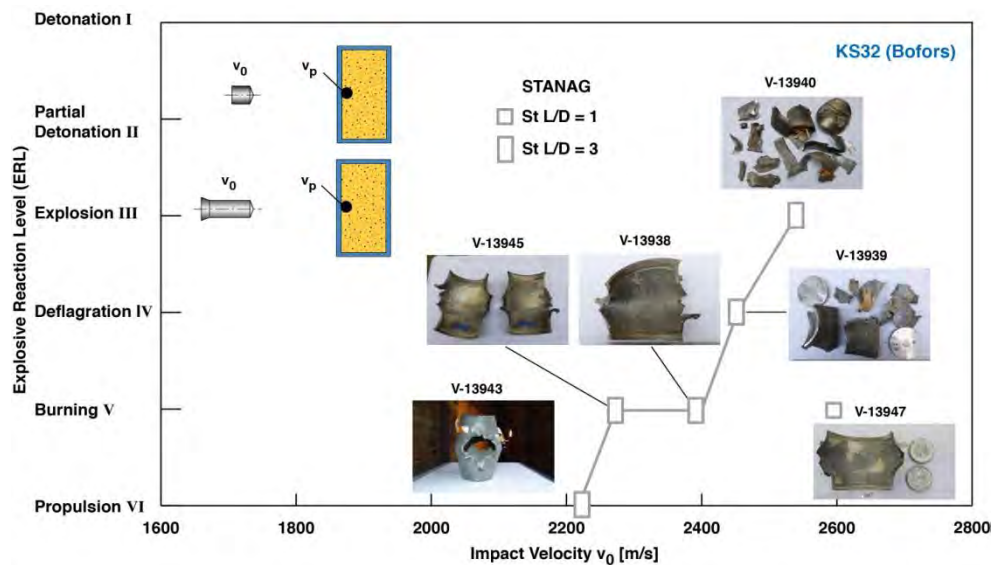 Detonation I
KS32 (Bofors)
v0
vp
STANAG
St L/D = 1
St L/D = 3
V-13940
Partial
Detonation II
v0
vp
Explosion III
V-13945
V-13938
V-13939
Deflagration IV
Explosive Reaction Level (ERL)
V-13943
Burning V
V-13947
Propulsion VI
1600
1800
2000
2200
2400
2600
2800
Impact Velocity v0 [m/s]